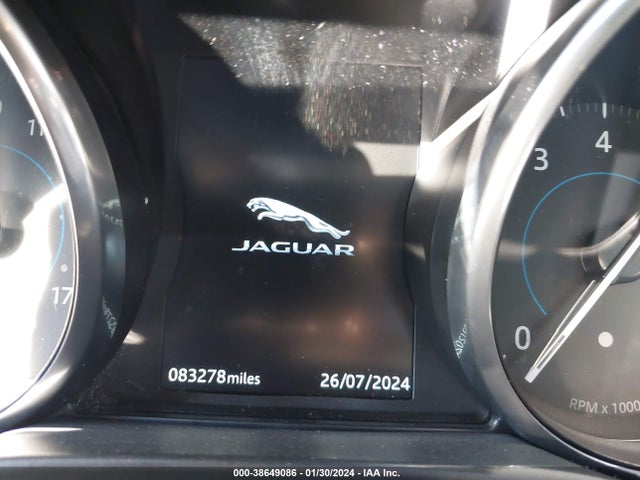 11
17
3
4
0
JAGUAR
083278miles 26/07/2024
RPM x 1000
000-38649086 - 01/30/2024 - IAA Inc.